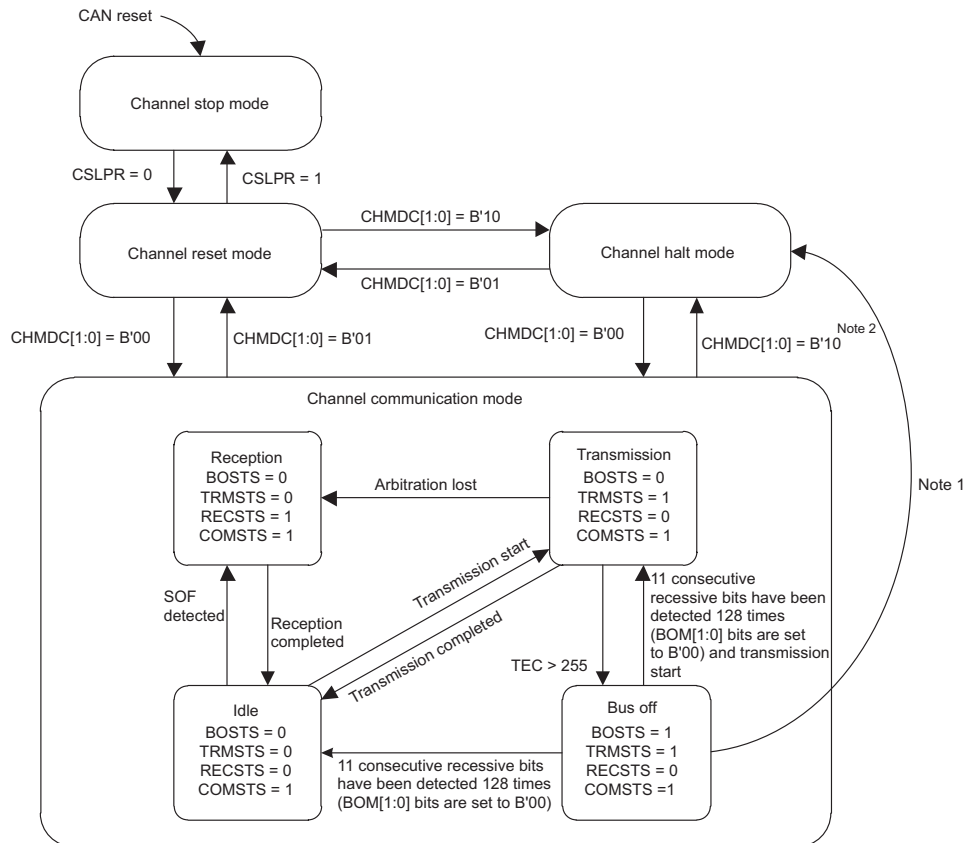 CAN reset
Channel stop mode
CSLPR = 0
CSLPR = 1
CHMDC[1:0] = B'10
Channel reset mode
Channel halt mode
CHMDC[1:0] = B'01
CHMDC[1:0] = B'00
CHMDC[1:0] = B'01
CHMDC[1:0] = B'00
CHMDC[1:0] = B'10 Note 2
Channel communication mode
Reception
BOSTS = 0
TRMSTS = 0
RECSTS = 1
COMSTS = 1
Arbitration lost
Transmission
BOSTS = 0
TRMSTS = 1
RECSTS = 0
COMSTS = 1
Note 1
SOF
detected
Reception
completed
Transmission start
Transmission completed
TEC > 255
11 consecutive
recessive bits have been
detected 128 times
(BOM[1:0] bits are set
to B'00) and transmission
start
Idle
BOSTS = 0
TRMSTS = 0
RECSTS = 0
COMSTS = 1
11 consecutive recessive bits
have been detected 128 times
(BOM[1:0] bits are set to B'00)
Bus off
BOSTS = 1
TRMSTS = 1
RECSTS = 0
COMSTS =1